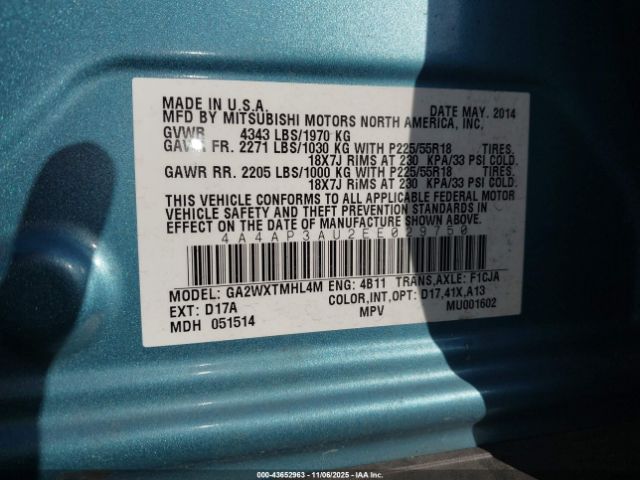 MADE IN U.S.A. DATE MAY. 2014
MFD BY MITSUBISHI MOTORS NORTH AMERICA, INC.
GVWR 4343 LBS/1970 KG
GAWR FR. 2271 LBS/1030 KG WITH P225/55R18 TIRES.
18X7J RIMS AT 230 KPA/33 PSI COLD.
GAWR RR. 2205 LBS/1000 KG WITH P225/55R18 TIRES.
18X7J RIMS AT 230 KPA/33 PSI COLD.
THIS VEHICLE CONFORMS TO ALL APPLICABLE FEDERAL MOTOR
VEHICLE SAFETY AND THEFT PREVENTION STANDARDS IN
EFFECT ON THE DATE OF MANUFACTURE SHOWN ABOVE.
4A4AP3AU2EE029750
MODEL: GA2WXTMHL4M ENG: 4B11 TRANS,AXLE: F1CJA
EXT: D17A COLOR,INT,OPT: D17,41X,A13
MDH 051514 MPV MU001602
000-43652963 - 11/06/2025 - IAA Inc.